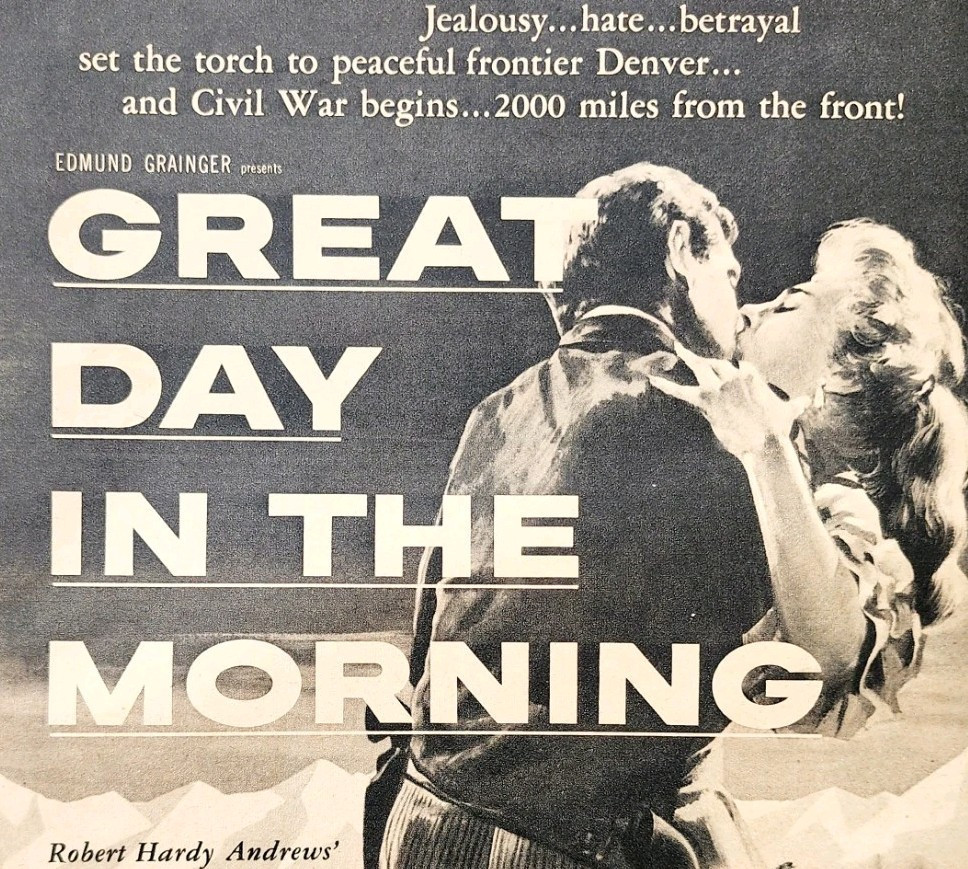 Jealousy...hate...betrayal
set the torch to peaceful frontier Denver...
and Civil War begins...2000 miles from the front!
EDMUND GRAINGER presents
GREAT
DAY
IN THE
MORNING
Robert Hardy Andrews'